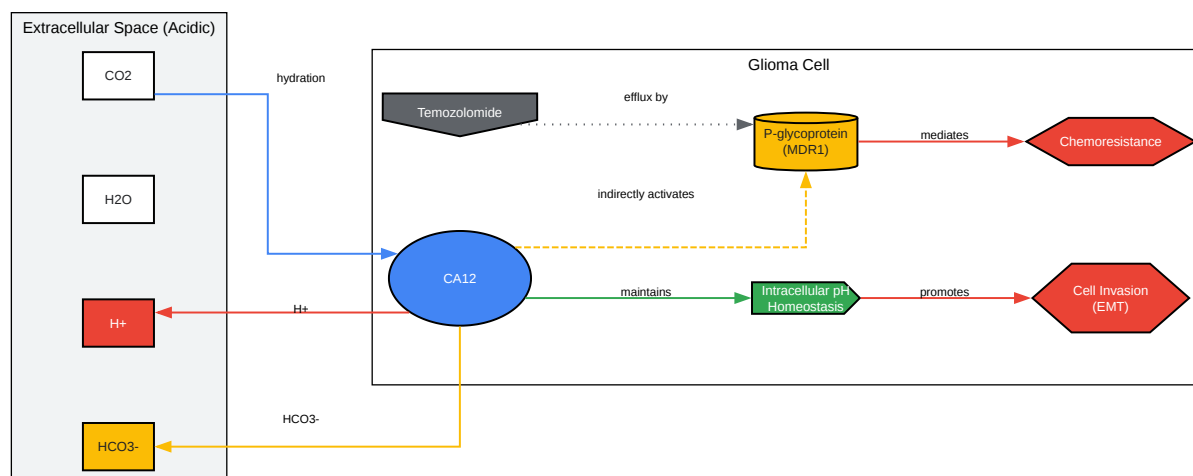 Extracellular Space (Acidic)
CO2
H2O
H+
HCO3-
hydration
H+
HCO3-
Glioma Cell
Temozolomide
efflux by
P-glycoprotein
(MDR1)
mediates
Chemoresistance
indirectly activates
CA12
maintains
Intracellular pH
Homeostasis
promotes
Cell Invasion
(EMT)